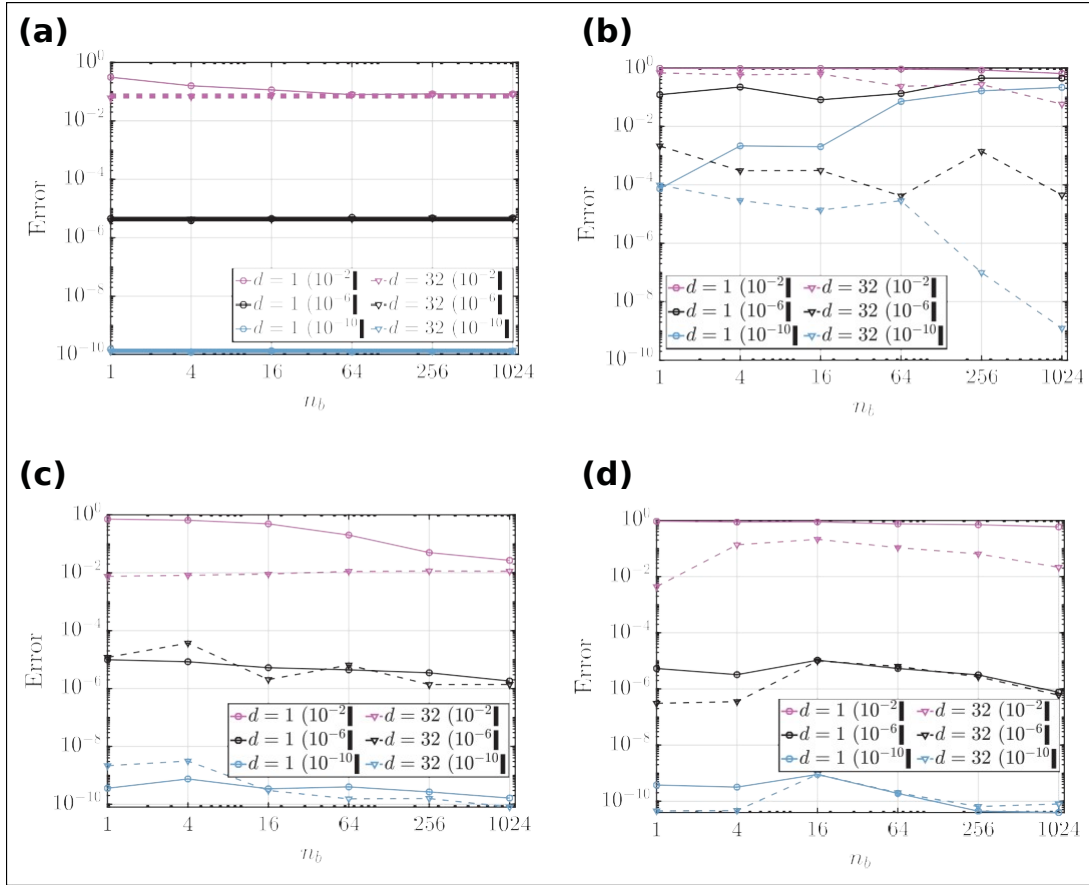 (a)
10^0
10^{-2}
10^{-4}
10^{-6}
10^{-8}
10^{-10}
Error
d = 1 (10^{-2} d = 32 (10^{-2}
d = 1 (10^{-6} d = 32 (10^{-6}
d = 1 (10^{-10} d = 32 (10^{-10}
1 4 16 64 256 1024
n_b
(b)
10^0
10^{-2}
10^{-4}
10^{-6}
10^{-8}
10^{-10}
Error
d = 1 (10^{-2} d = 32 (10^{-2}
d = 1 (10^{-6} d = 32 (10^{-6}
d = 1 (10^{-10} d = 32 (10^{-10}
1 4 16 64 256 1024
n_b
(c)
10^0
10^{-2}
10^{-4}
10^{-6}
10^{-8}
10^{-10}
Error
d = 1 (10^{-2} d = 32 (10^{-2}
d = 1 (10^{-6} d = 32 (10^{-6}
d = 1 (10^{-10} d = 32 (10^{-10}
1 4 16 64 256 1024
n_b
(d)
10^0
10^{-2}
10^{-4}
10^{-6}
10^{-8}
10^{-10}
Error
d = 1 (10^{-2} d = 32 (10^{-2}
d = 1 (10^{-6} d = 32 (10^{-6}
d = 1 (10^{-10} d = 32 (10^{-10}
1 4 16 64 256 1024
n_b